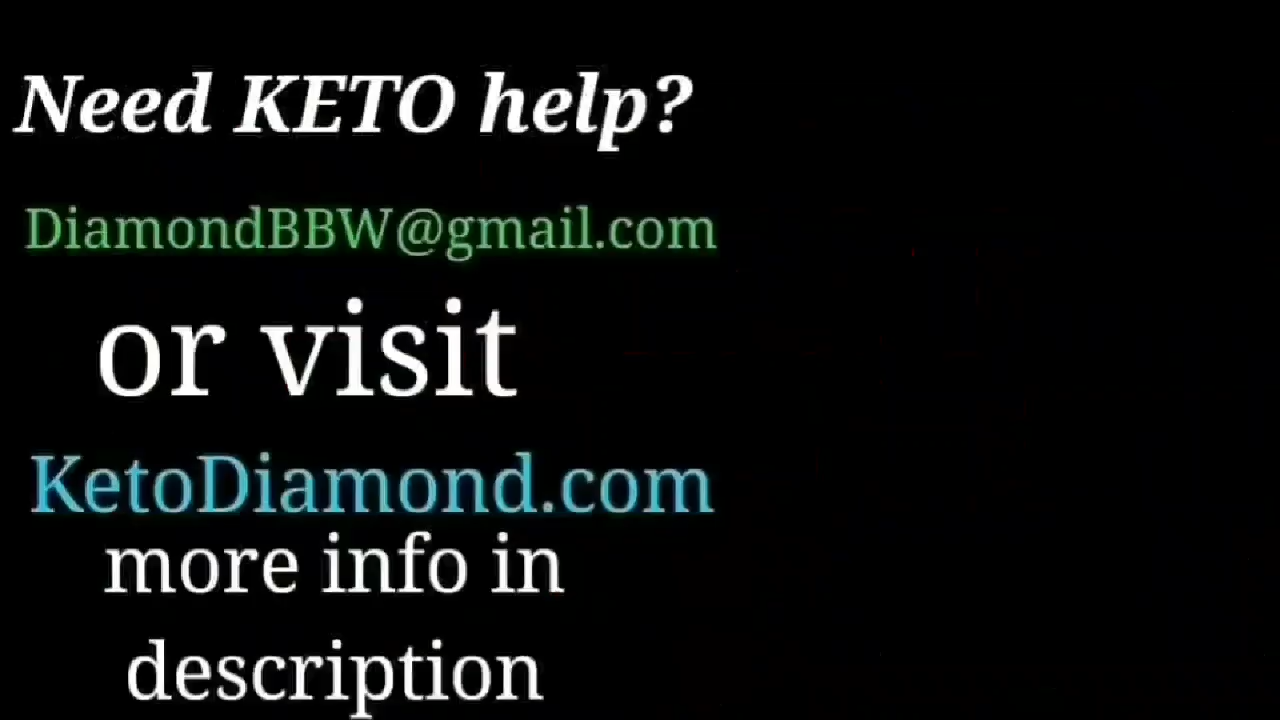 Need KETO help?
DiamondBBW@gmail.com
or visit
KetoDiamond.com
more info in
description